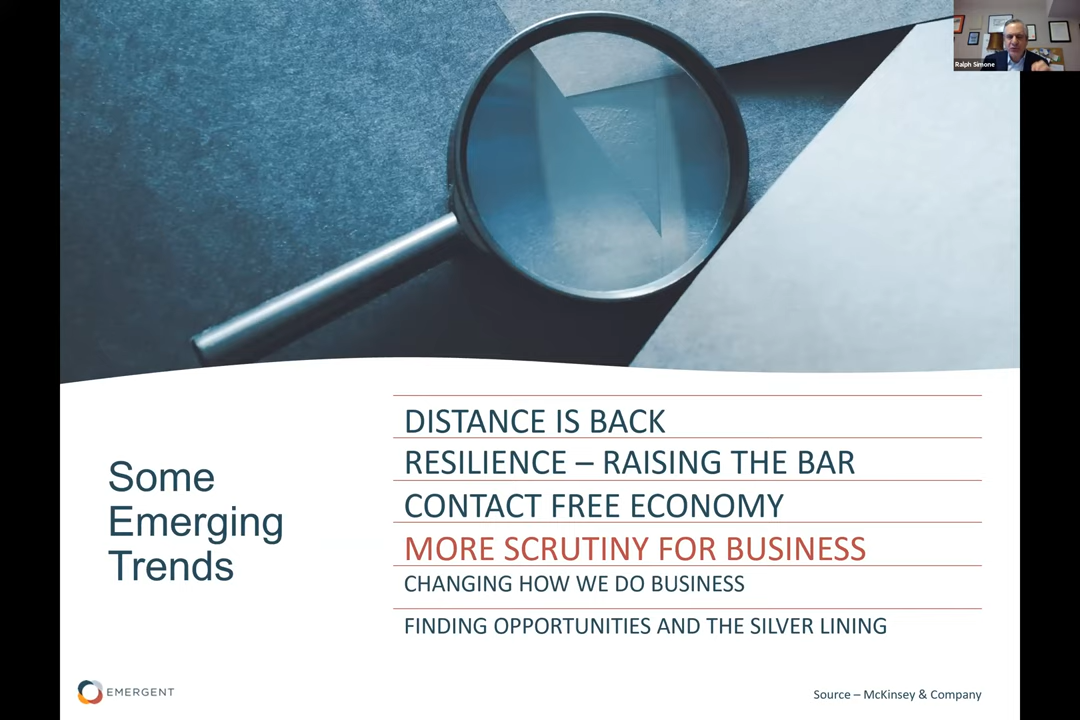 Ralph Simone
Some
Emerging
Trends
DISTANCE IS BACK
RESILIENCE – RAISING THE BAR
CONTACT FREE ECONOMY
MORE SCRUTINY FOR BUSINESS
CHANGING HOW WE DO BUSINESS
FINDING OPPORTUNITIES AND THE SILVER LINING
EMERGENT
Source – McKinsey & Company